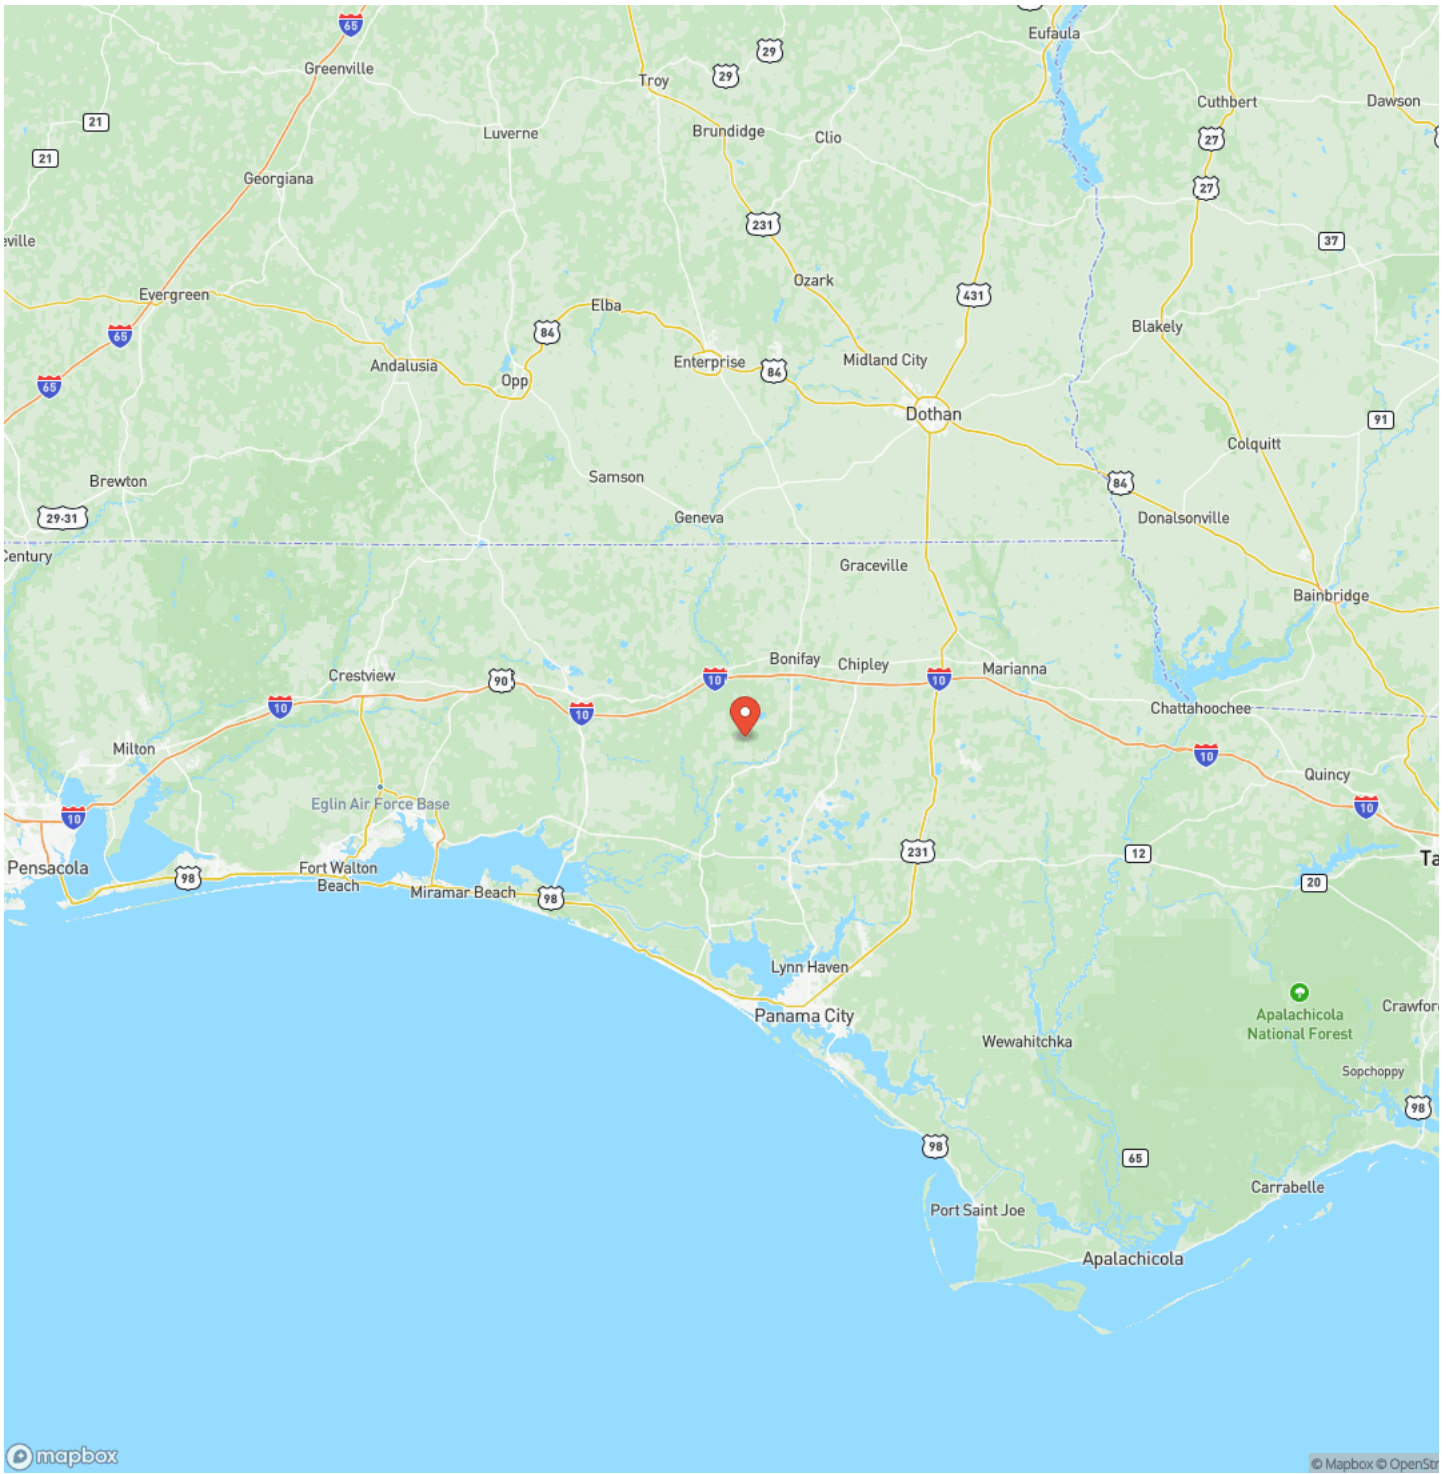 65
Eufaula
29
Greenville
29
Troy
Cuthbert
Dawson
21
Luverne
Brundidge
Clio
27
21
Georgiana
27
231
eville
37
Ozark
Evergreen
431
Elba
65
84
Blakely
Andalusia
Enterprise
84
Midland City
65
Opp
Dothan
91
Colquitt
Brewton
Samson
84
29-31
Geneva
Donalsonville
Century
Graceville
Bainbridge
Bonifay
Chipley
Marianna
Crestview
90
10
10
10
10
Chattahoochee
Milton
10
Quincy
Eglin Air Force Base
10
10
Pensacola
Fort Walton
Beach
98
Miramar Beach
98
231
12
20
Ta
Lynn Haven
Panama City
Apalachicola
National Forest
Crawfor
Wewahitchka
Sopchoppy
98
98
65
Carrabelle
Port Saint Joe
Apalachicola
mapbox
© Mapbox © OpenStr